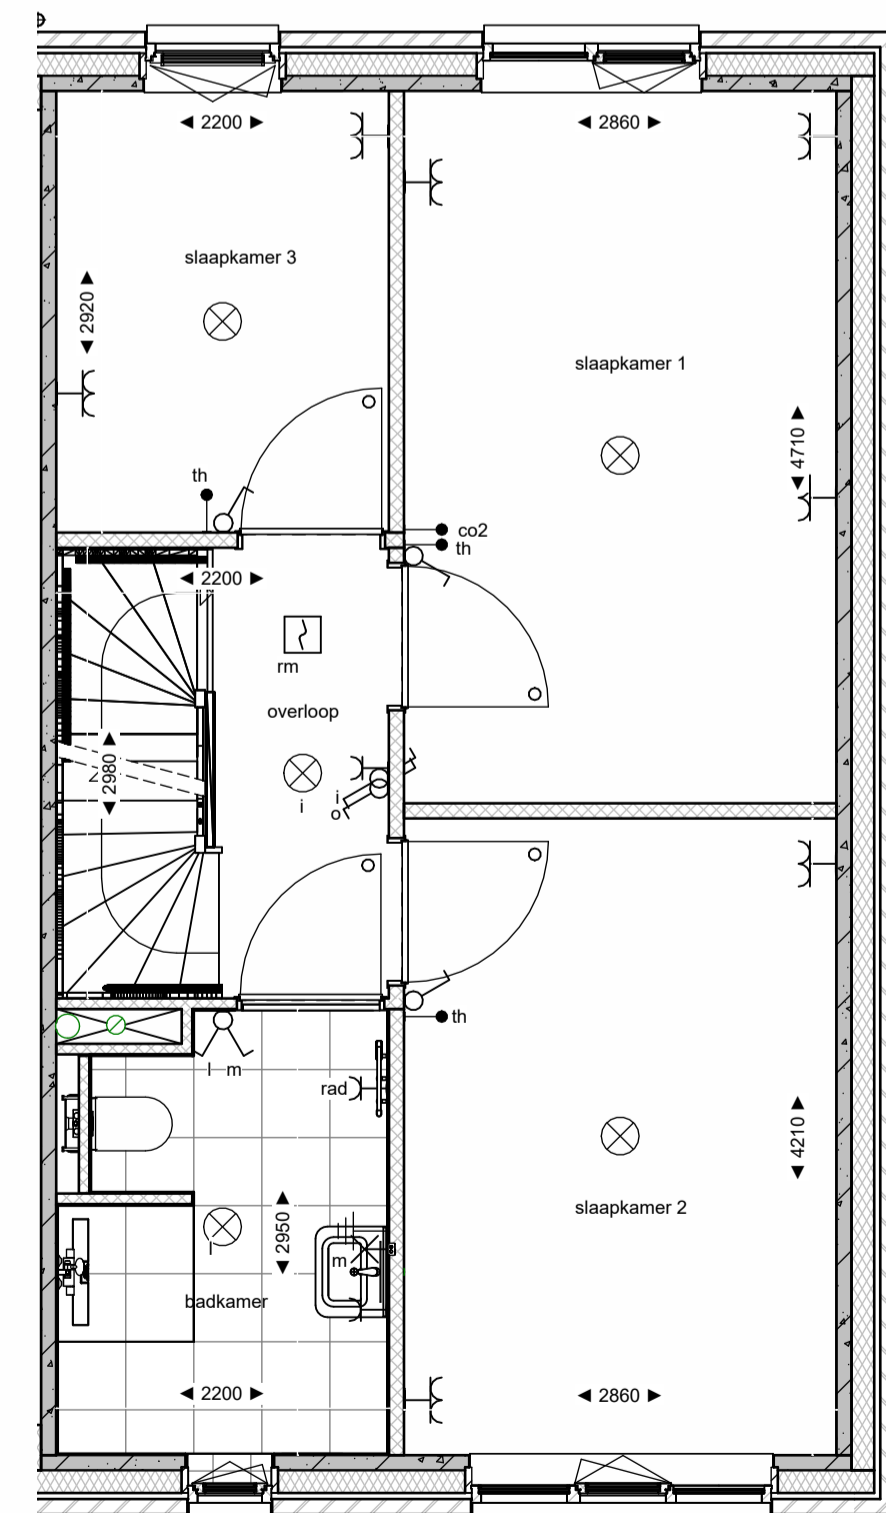 ◄ 2200 ►
◄ 2860 ►
slaapkamer 3
◄ 2920 ►
slaapkamer 1
◄ 4710 ►
th
co2
th
◄ 2200 ►
rm
overloop
◄ 2980 ►
i
i
o
th
l m
rad
◄ 4210 ►
slaapkamer 2
l
◄ 2950 ►
m
badkamer
◄ 2200 ►
◄ 2860 ►